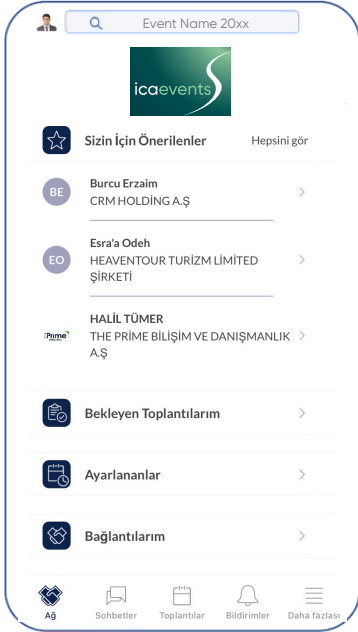 Event Name 20xx
icaevents
Sizin İçin Önerilenler
Hepsini gör
BE
Burcu Erzaim
CRM HOLDİNG A.Ş
EO
Esra'a Odeh
HEAVENTOUR TURİZM LİMİTED
ŞİRKETİ
Prime
HALİL TÜMER
THE PRİME BİLİŞİM VE DANIŞMANLIK
A.Ş
Bekleyen Toplantılarım
Ayarlananlar
Bağlantılarım
Ağ
Sohbetler
Toplantılar
Bildirimler
Daha fazlası